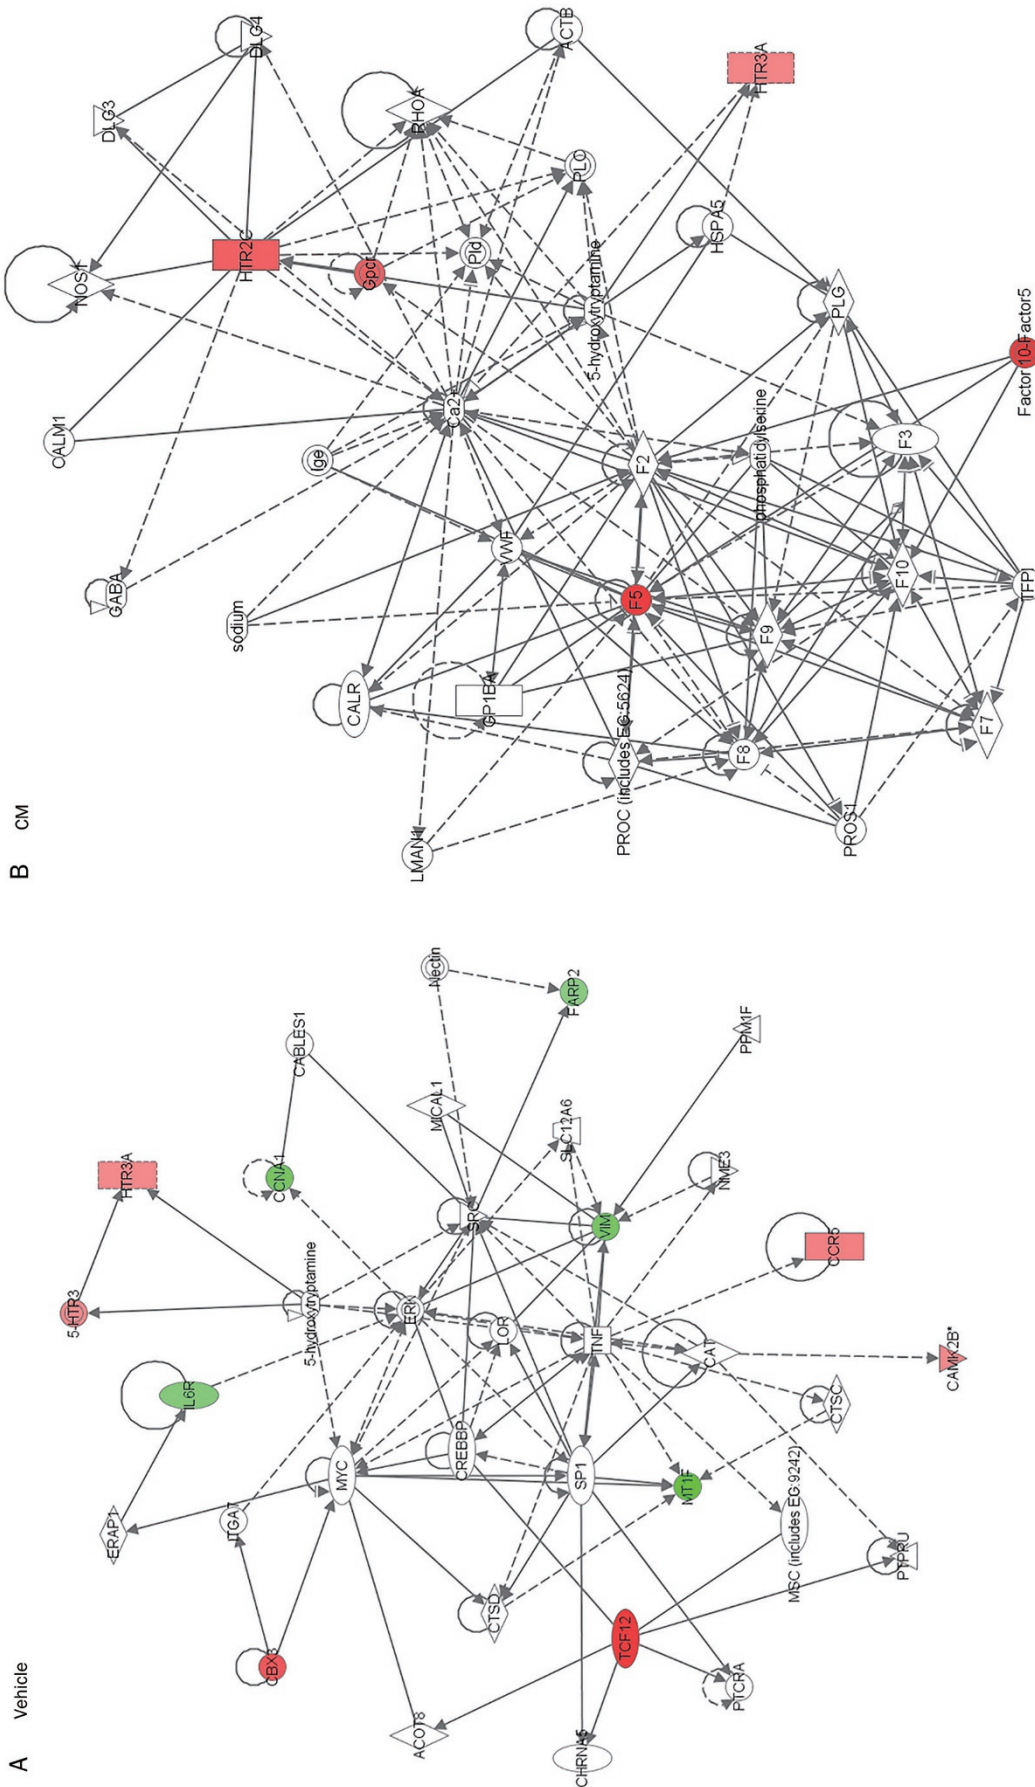 A
Vehicle
5-HTR3
HTR3A
IL6R
ERAP1
CCNA1
CABLES1
5-hydroxytryptamine
ITGA7
CBX3
MYC
ERK
SRC
MICAL1
Nectin
CREBBP
LOR
CTSD
ACOT8
SLC12A6
FARP2
VIM
TNF
SP1
TCF12
CHRNA5
MT1F
CAT
NME3
PPM1F
PTCRA
MSC (includes EG:9242)
CTSC
CCR5
PTPRU
CAMK2B*
B
CM
OALM1
NOS1
DLG3
DLG4
GABA
HTR2C
sodium
Ige
Gpcr
RHOA
CALR
Ca2+
Pld
GP1BA
VWF
PLC
ACTB
LMAN1
5-hydroxytryptamine
F5
F2
PROC (includes EG:5624)
HSPA5
HTR3A
phosphatidylserine
F9
F8
PLG
PROS1
F10
F3
F7
TFPI
Factor 10-Factor5